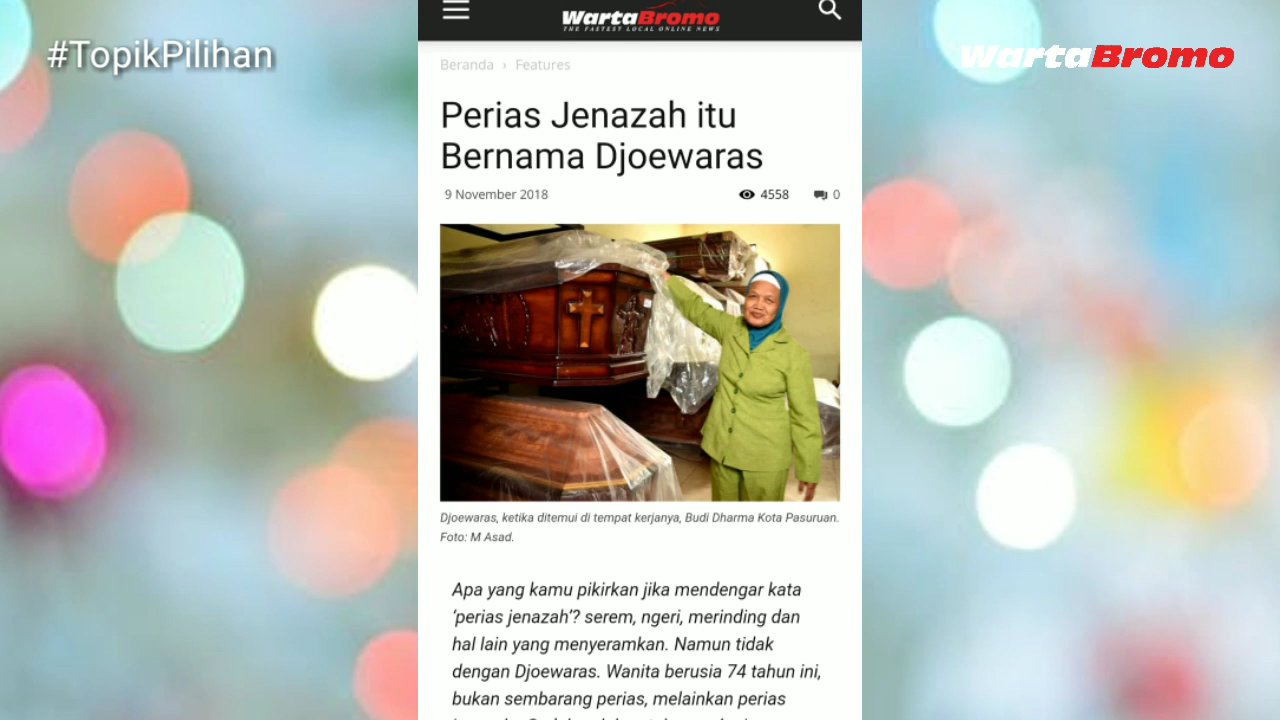 #TopikPilihan
WartaBromo
WartaBromo
THE FASTEST LOCAL ONLINE NEWS
Beranda › Features
Perias Jenazah itu
Bernama Djoewaras
9 November 2018 4558 0
Djoewaras, ketika ditemui di tempat kerjanya, Budi Dharma Kota Pasuruan.
Foto: M Asad.
Apa yang kamu pikirkan jika mendengar kata
‘perias jenazah’? serem, ngeri, merinding dan
hal lain yang menyeramkan. Namun tidak
dengan Djoewaras. Wanita berusia 74 tahun ini,
bukan sembarang perias, melainkan perias